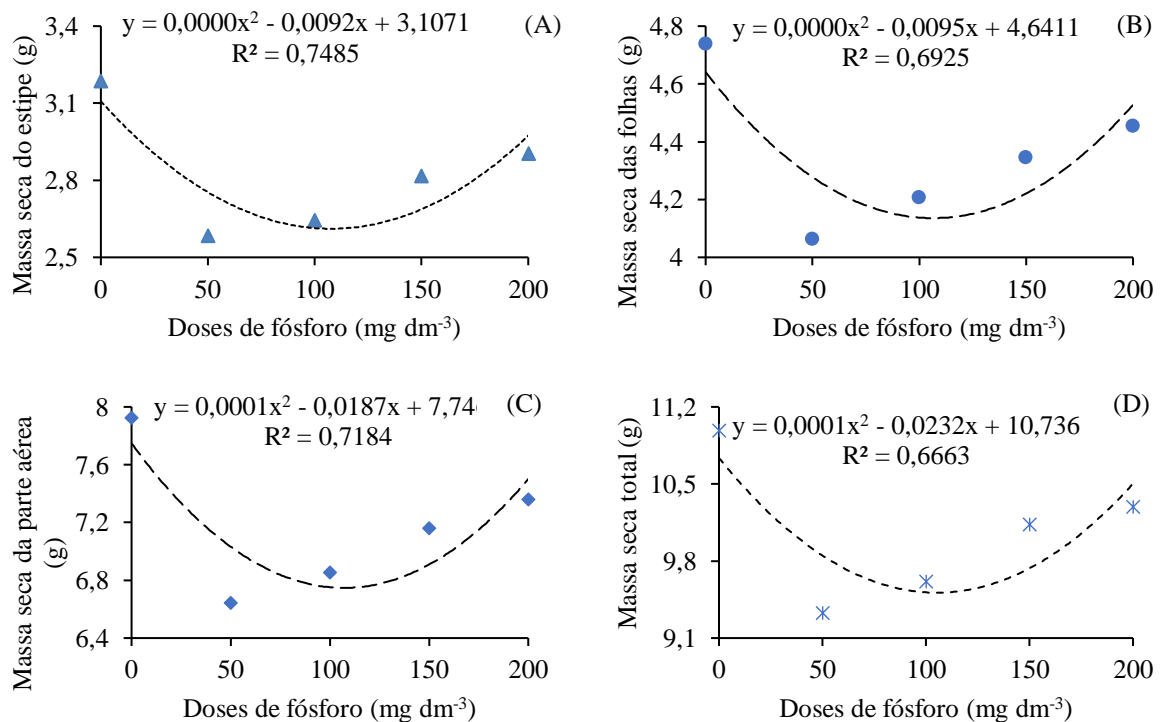 (A)
y = 0,0000x² - 0,0092x + 3,1071
R² = 0,7485
Massa seca do estipe (g)
3,4
3,1
2,8
2,5
0 50 100 150 200
Doses de fósforo (mg dm⁻³)
(B)
y = 0,0000x² - 0,0095x + 4,6411
R² = 0,6925
Massa seca das folhas (g)
4,8
4,6
4,4
4,2
4
0 50 100 150 200
Doses de fósforo (mg dm⁻³)
(C)
y = 0,0001x² - 0,0187x + 7,74
R² = 0,7184
Massa seca da parte aérea
(g)
8
7,6
7,2
6,8
6,4
0 50 100 150 200
Doses de fósforo (mg dm⁻³)
(D)
y = 0,0001x² - 0,0232x + 10,736
R² = 0,6663
Massa seca total (g)
11,2
10,5
9,8
9,1
0 50 100 150 200
Doses de fósforo (mg dm⁻³)